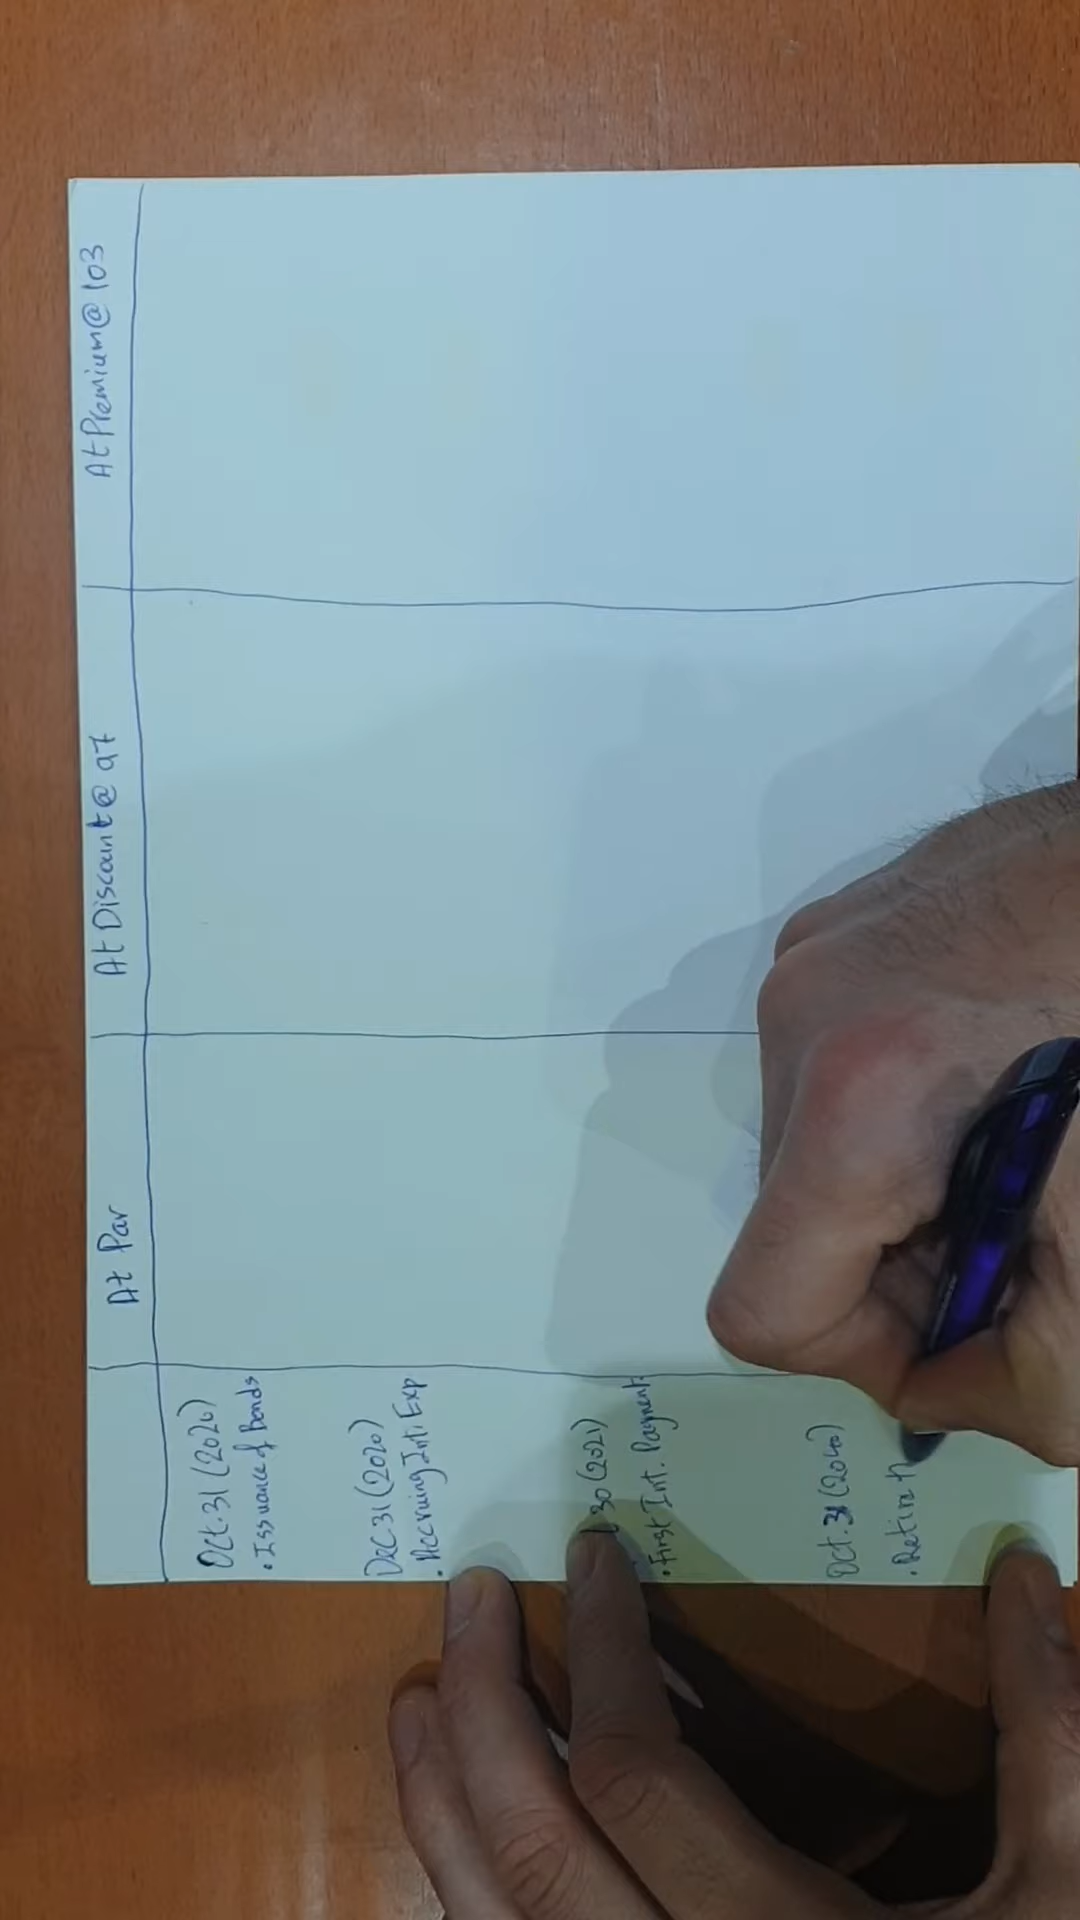 At Par
At Discount@ 97
At Premium@ 103
Oct.31 (2020)
• Issuance of Bonds
Dec.31 (2020)
• Accruing Int. Exp
30 (2021)
• First Int. Payment
Oct. 31 (2040)
• Retire